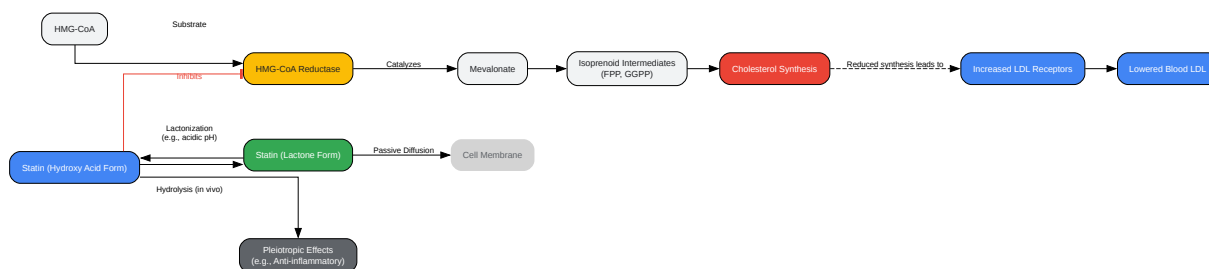 HMG-CoA
Substrate
HMG-CoA Reductase
Catalyzes
Mevalonate
Isoprenoid Intermediates
(FPP, GGPP)
Cholesterol Synthesis
Reduced synthesis leads to
Increased LDL Receptors
Lowered Blood LDL
Inhibits
Lactonization
(e.g., acidic pH)
Statin (Hydroxy Acid Form)
Statin (Lactone Form)
Passive Diffusion
Cell Membrane
Hydrolysis (in vivo)
Pleiotropic Effects
(e.g., Anti-inflammatory)